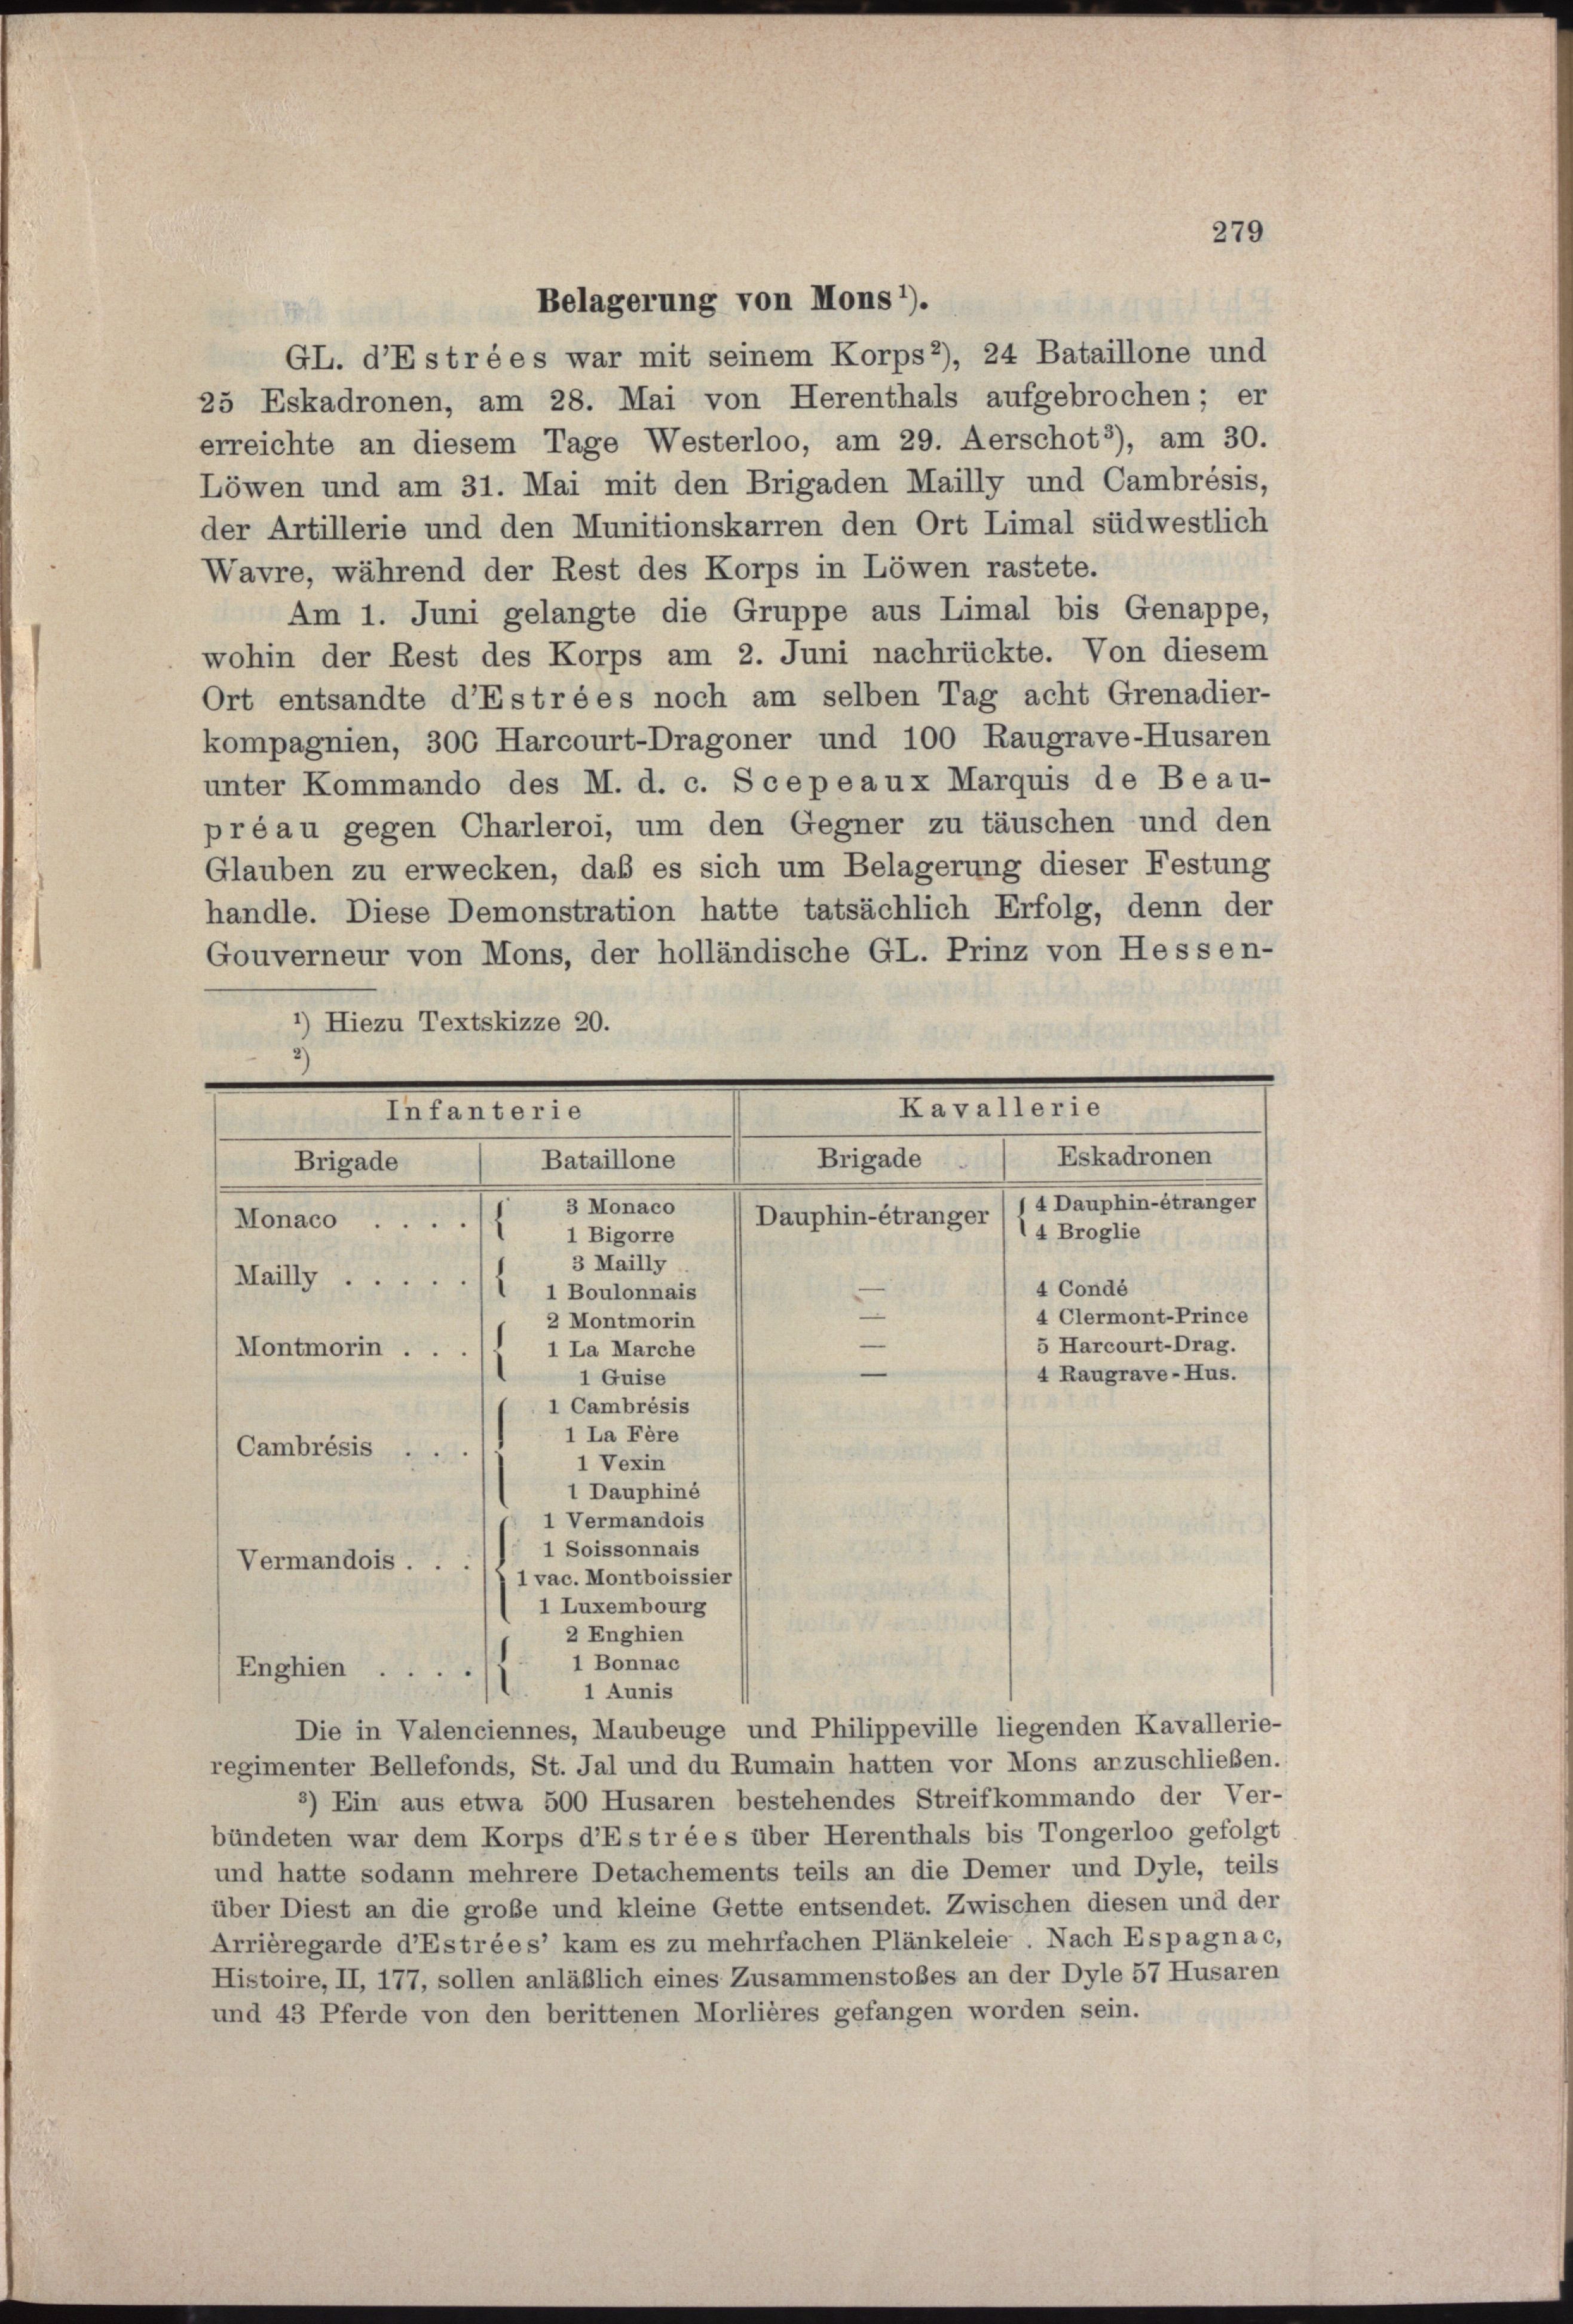 279
Belagerung von Mons¹).
GL. d'Estrées war mit seinem Korps²), 24 Bataillone und
25 Eskadronen, am 28. Mai von Herenthals aufgebrochen; er
erreichte an diesem Tage Westerloo, am 29. Aerschot³), am 30.
Löwen und am 31. Mai mit den Brigaden Mailly und Cambrésis,
der Artillerie und den Munitionskarren den Ort Limal südwestlich
Wavre, während der Rest des Korps in Löwen rastete.
Am 1. Juni gelangte die Gruppe aus Limal bis Genappe,
wohin der Rest des Korps am 2. Juni nachrückte. Von diesem
Ort entsandte d'Estrées noch am selben Tag acht Grenadier-
kompagnien, 300 Harcourt-Dragoner und 100 Raugrave-Husaren
unter Kommando des M. d. c. Scepeaux Marquis de Beau-
préau gegen Charleroi, um den Gegner zu täuschen und den
Glauben zu erwecken, daß es sich um Belagerung dieser Festung
handle. Diese Demonstration hatte tatsächlich Erfolg, denn der
Gouverneur von Mons, der holländische GL. Prinz von Hessen-
¹) Hiezu Textskizze 20.
²)
Infanterie Kavallerie
Brigade Bataillone Brigade Eskadronen
Monaco . . . . { 3 Monaco Dauphin-étranger { 4 Dauphin-étranger
1 Bigorre 4 Broglie
Mailly . . . . . { 3 Mailly
1 Boulonnais — 4 Condé
2 Montmorin — 4 Clermont-Prince
Montmorin . . . { 1 La Marche — 5 Harcourt-Drag.
1 Guise — 4 Raugrave-Hus.
1 Cambrésis
1 La Fère
Cambrésis . . . { 1 Vexin
1 Dauphiné
1 Vermandois
1 Soissonnais
Vermandois . . . { 1 vac. Montboissier
1 Luxembourg
2 Enghien
Enghien . . . . { 1 Bonnac
1 Aunis
Die in Valenciennes, Maubeuge und Philippeville liegenden Kavallerie-
regimenter Bellefonds, St. Jal und du Rumain hatten vor Mons anzuschließen.
³) Ein aus etwa 500 Husaren bestehendes Streifkommando der Ver-
bündeten war dem Korps d'Estrées über Herenthals bis Tongerloo gefolgt
und hatte sodann mehrere Detachements teils an die Demer und Dyle, teils
über Diest an die große und kleine Gette entsendet. Zwischen diesen und der
Arrièregarde d'Estrées' kam es zu mehrfachen Plänkeleie . Nach Espagnac,
Histoire, II, 177, sollen anläßlich eines Zusammenstoßes an der Dyle 57 Husaren
und 43 Pferde von den berittenen Morlières gefangen worden sein.